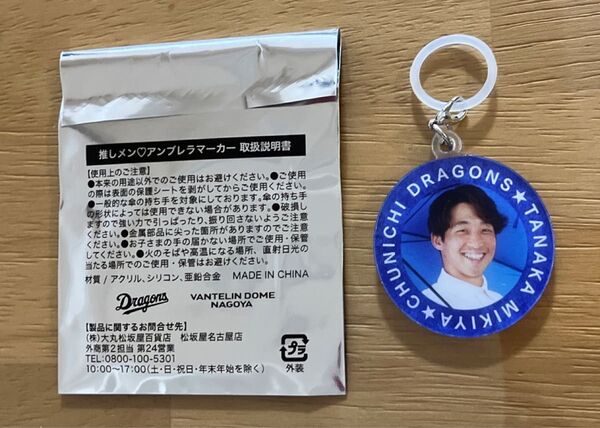 推しメン♡アンブレラマーカー 取扱説明書
【使用上のご注意】
●本来の用途以外でのご使用はお避けください。●ご使用
の際は表面の保護シートを剥がしてからご使用ください。
●一般的な傘の持ち手を対象にしております。傘の持ち手
の形状によっては使用できない場合があります。●破損し
ますので強い力で引っぱったり、振り回さないようご注意
ください。●金属部品に尖った箇所がありますのでご注意
ください。●お子さまの手の届かない場所でご使用・保管
してください。●火のそばや高温になる場所、直射日光の
当たる場所でのご使用・保管はお避けください。
材質 / アクリル、シリコン、亜鉛合金 MADE IN CHINA
Dragons VANTELIN DOME
NAGOYA
【製品に関するお問合せ先】
(株)大丸松坂屋百貨店 松坂屋名古屋店
外商第2担当 第24営業
TEL:0800-100-5301
10:00~17:00(土・日・祝日・年末年始を除く)
プラ
外装
CHUNICHI DRAGONS★TANAKA MIKIYA★